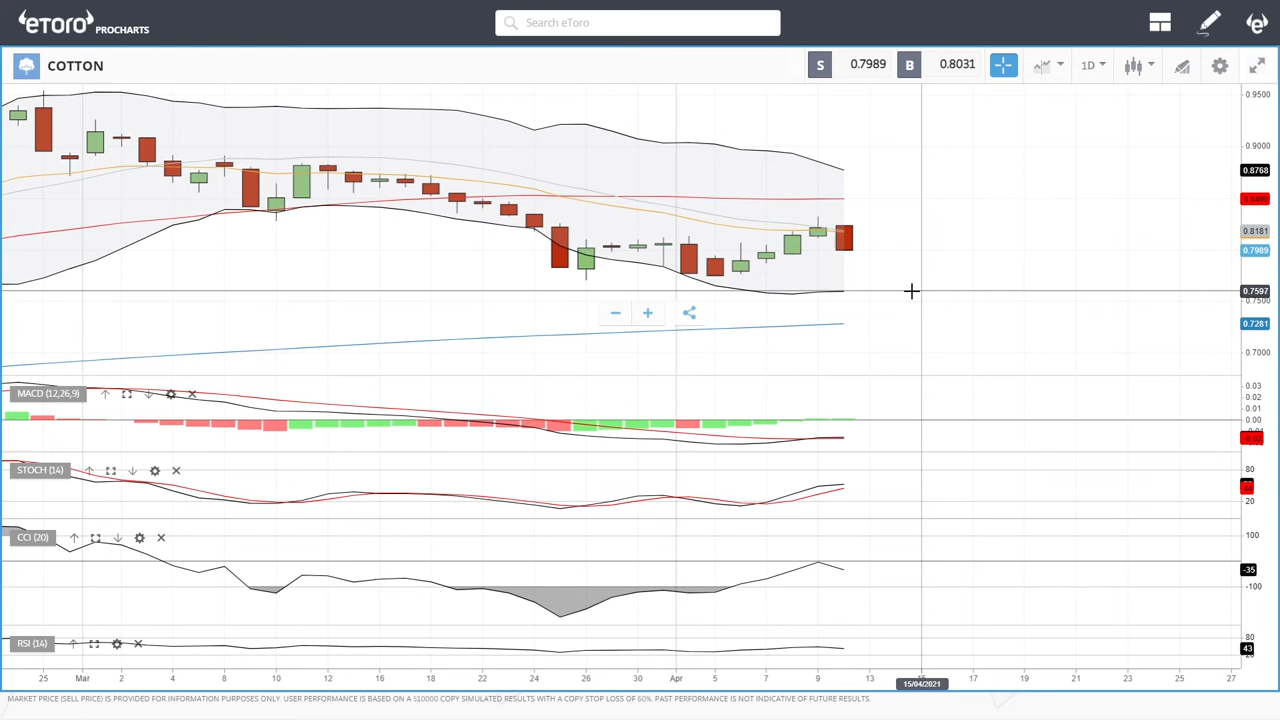 eToro PROCHARTS
Search eToro
COTTON
S 0.7989 B 0.8031
1D
0.9500
0.9000
0.8768
0.8181
0.7989
0.7597
0.7500
0.7281
0.7000
MACD (12,26,9)
0.03
0.02
0.01
0.00
STOCH (14)
80
20
CCI (20)
100
-35
-100
RSI (14)
80
43
25 Mar 2 4 8 10 12 16 18 22 24 26 30 Apr 5 7 9 13 17 19 21 23 25 27
15/04/2021
MARKET PRICE (SELL PRICE) IS PROVIDED FOR INFORMATION PURPOSES ONLY. USER PERFORMANCE IS BASED ON A $10000 COPY SIMULATED RESULTS WITH A COPY STOP LOSS OF 60%. PAST PERFORMANCE IS NOT INDICATIVE OF FUTURE RESULTS.